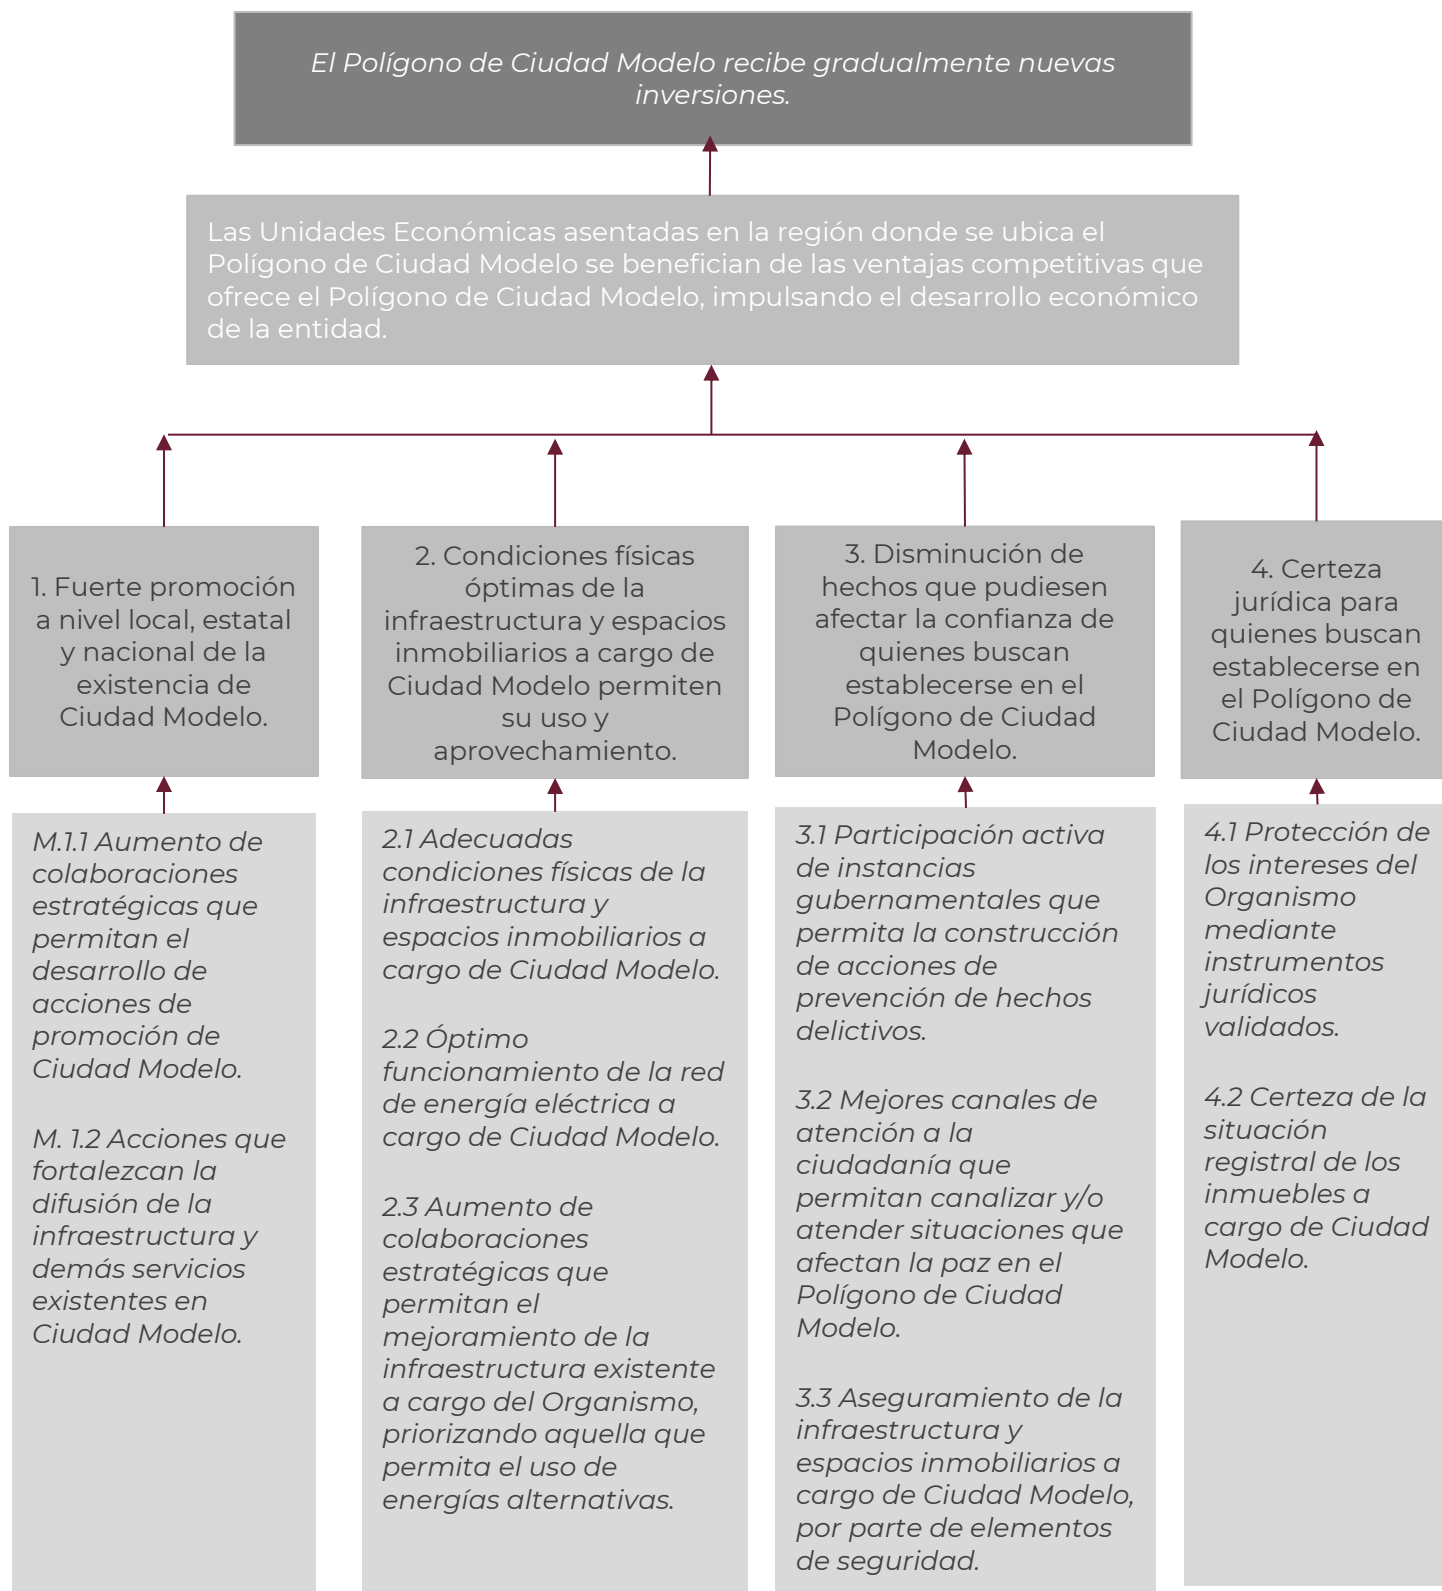 El Polígono de Ciudad Modelo recibe gradualmente nuevas
inversiones.
Las Unidades Económicas asentadas en la región donde se ubica el
Polígono de Ciudad Modelo se benefician de las ventajas competitivas que
ofrece el Polígono de Ciudad Modelo, impulsando el desarrollo económico
de la entidad.
1. Fuerte promoción
a nivel local, estatal
y nacional de la
existencia de
Ciudad Modelo.
2. Condiciones físicas
óptimas de la
infraestructura y espacios
inmobiliarios a cargo de
Ciudad Modelo permiten
su uso y
aprovechamiento.
3. Disminución de
hechos que pudiesen
afectar la confianza de
quienes buscan
establecerse en el
Polígono de Ciudad
Modelo.
4. Certeza
jurídica para
quienes buscan
establecerse en
el Polígono de
Ciudad Modelo.
M.1.1 Aumento de
colaboraciones
estratégicas que
permitan el
desarrollo de
acciones de
promoción de
Ciudad Modelo.
M. 1.2 Acciones que
fortalezcan la
difusión de la
infraestructura y
demás servicios
existentes en
Ciudad Modelo.
2.1 Adecuadas
condiciones físicas de la
infraestructura y
espacios inmobiliarios a
cargo de Ciudad Modelo.
2.2 Óptimo
funcionamiento de la red
de energía eléctrica a
cargo de Ciudad Modelo.
2.3 Aumento de
colaboraciones
estratégicas que
permitan el
mejoramiento de la
infraestructura existente
a cargo del Organismo,
priorizando aquella que
permita el uso de
energías alternativas.
3.1 Participación activa
de instancias
gubernamentales que
permita la construcción
de acciones de
prevención de hechos
delictivos.
3.2 Mejores canales de
atención a la
ciudadanía que
permitan canalizar y/o
atender situaciones que
afectan la paz en el
Polígono de Ciudad
Modelo.
3.3 Aseguramiento de la
infraestructura y
espacios inmobiliarios a
cargo de Ciudad Modelo,
por parte de elementos
de seguridad.
4.1 Protección de
los intereses del
Organismo
mediante
instrumentos
jurídicos
validados.
4.2 Certeza de la
situación
registral de los
inmuebles a
cargo de Ciudad
Modelo.